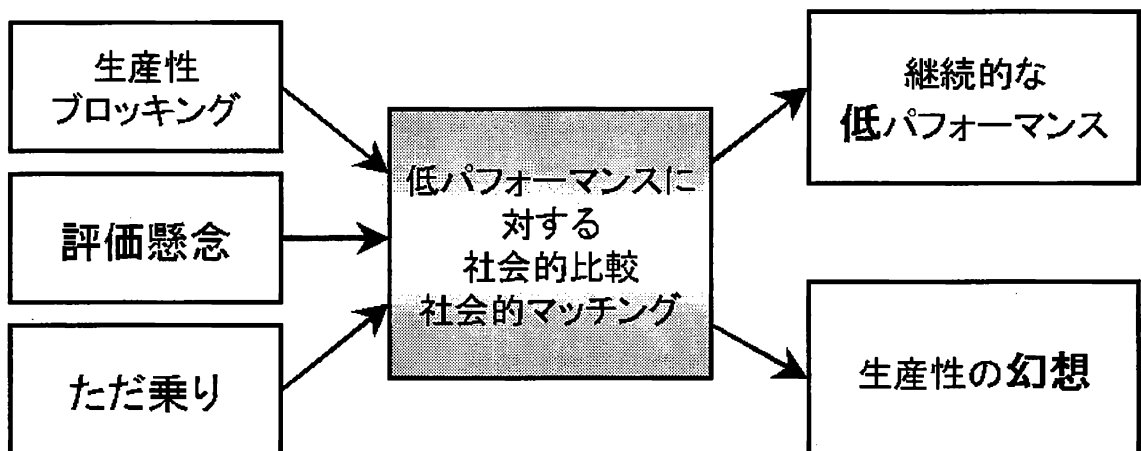 生産性
ブロッキング
評価懸念
ただ乗り
低パフォーマンスに
対する
社会的比較
社会的マッチング
継続的な
低パフォーマンス
生産性の幻想